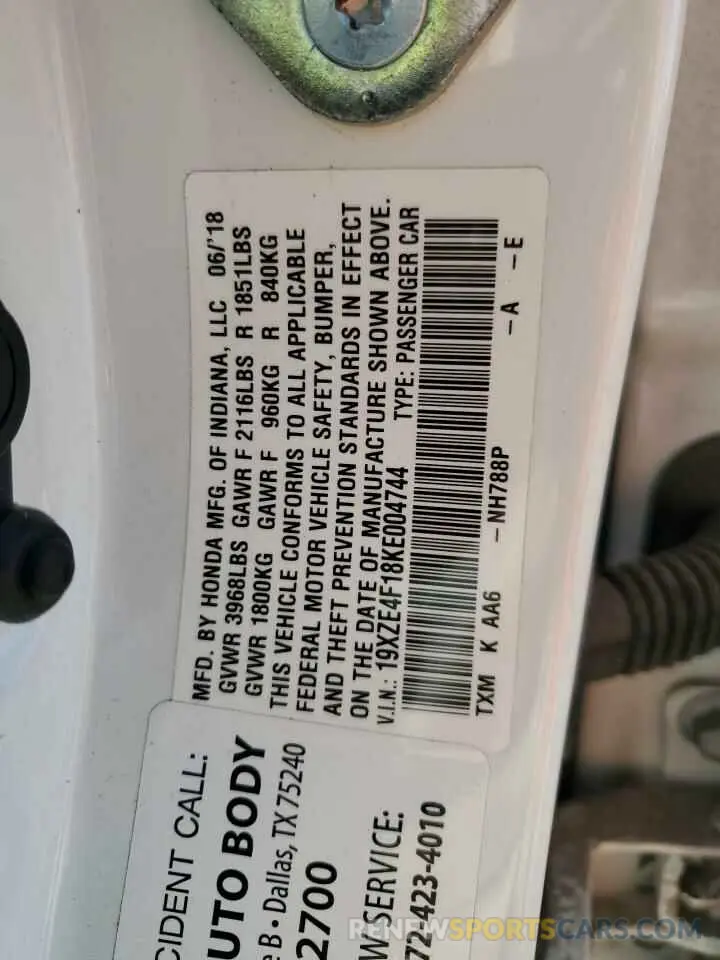 MFD. BY HONDA MFG. OF INDIANA, LLC 06/'18
GVWR 3968LBS GAWR F 2116LBS R 1851LBS
GVWR 1800KG GAWR F 960KG R 840KG
THIS VEHICLE CONFORMS TO ALL APPLICABLE
FEDERAL MOTOR VEHICLE SAFETY, BUMPER,
AND THEFT PREVENTION STANDARDS IN EFFECT
ON THE DATE OF MANUFACTURE SHOWN ABOVE.
V.I.N.: 19XZE4F18KE004744 TYPE: PASSENGER CAR
TXM K AA6 -NH788P -A -E
CIDENT CALL:
UTO BODY
e B • Dallas, TX 75240
2700
W SERVICE:
72-423-4010
RENEWSPORTSCARS.COM